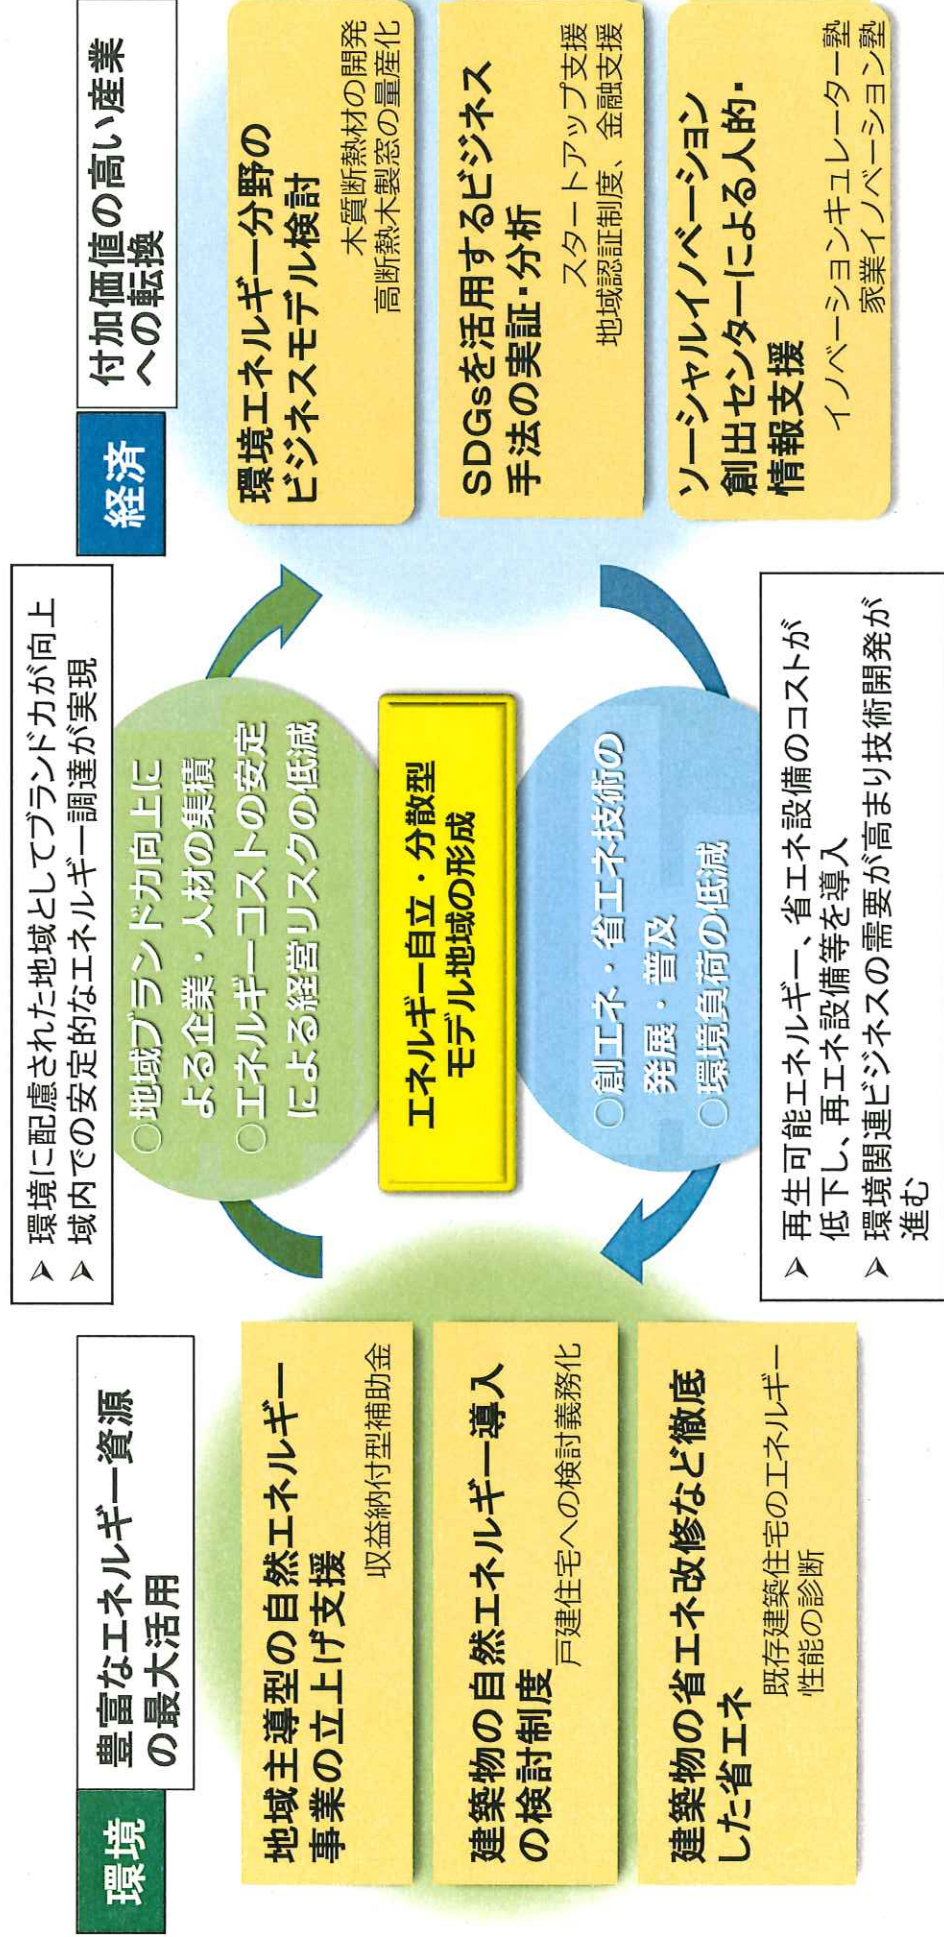 環境
豊富なエネルギー資源
の最大活用
地域主導型の自然エネルギー
事業の立上げ支援
収益納付型補助金
建築物の自然エネルギー導入
の検討制度
戸建住宅への検討義務化
建築物の省エネ改修など徹底
した省エネ
既存建築住宅のエネルギー
性能の診断
➢ 環境に配慮された地域としてブランド力が向上
➢ 域内での安定的なエネルギー調達が実現
○地域ブランド力向上に
よる企業・人材の集積
○エネルギーコストの安定
による経営リスクの低減
エネルギー自立・分散型
モデル地域の形成
○創エネ・省エネ技術の
発展・普及
○環境負荷の低減
➢ 再生可能エネルギー、省エネ設備のコストが
低下し、再エネ設備等を導入
➢ 環境関連ビジネスの需要が高まり技術開発が
進む
経済
付加価値の高い産業
への転換
環境エネルギー分野の
ビジネスモデル検討
木質断熱材の開発
高断熱木製窓の量産化
SDGsを活用するビジネス
手法の実証・分析
スタートアップ支援
地域認証制度、金融支援
ソーシャルイノベーション
創出センターによる人的・
情報支援
イノベーションキュレーター塾
家業イノベーション塾